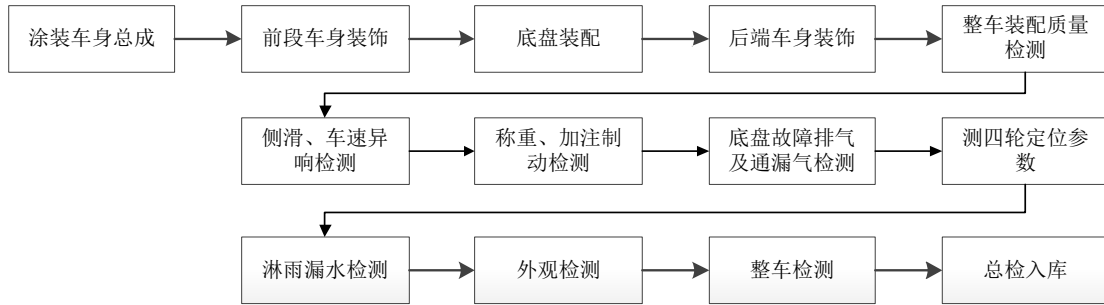 涂装车身总成
前段车身装饰
底盘装配
后端车身装饰
整车装配质量
检测
侧滑、车速异
响检测
称重、加注制
动检测
底盘故障排气
及通漏气检测
测四轮定位参
数
淋雨漏水检测
外观检测
整车检测
总检入库